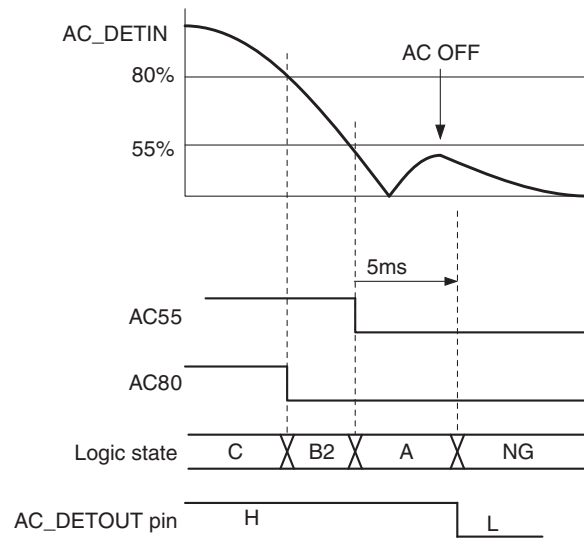 AC_DETIN
AC OFF
80%
55%
5ms
AC55
AC80
Logic state C B2 A NG
AC_DETOUT pin H L